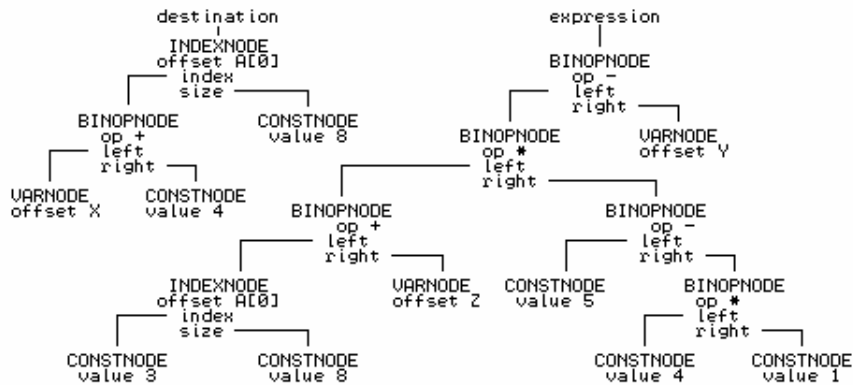 destination expression
INDEXNODE
offset A[0]
index
size
BINOPNODE
op -
left
right
BINOPNODE
op +
left
right
CONSTNODE
value 8
BINOPNODE
op *
left
right
VARNODE
offset Y
VARNODE
offset X
CONSTNODE
value 4
BINOPNODE
op +
left
right
BINOPNODE
op -
left
right
INDEXNODE
offset A[0]
index
size
VARNODE
offset Z
CONSTNODE
value 5
BINOPNODE
op *
left
right
CONSTNODE
value 3
CONSTNODE
value 8
CONSTNODE
value 4
CONSTNODE
value 1